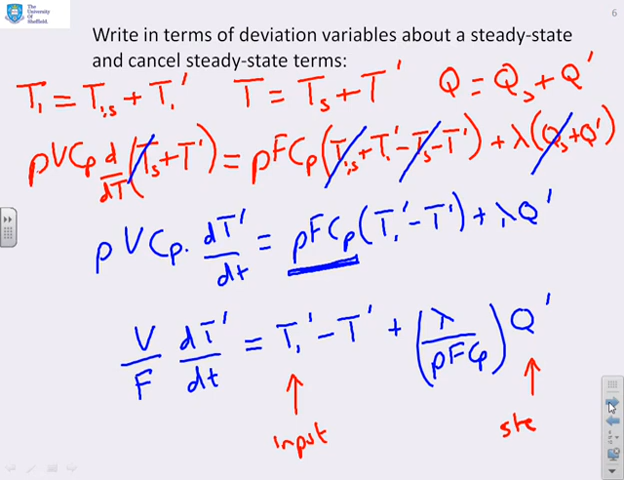 The University Of Sheffield.
6
Write in terms of deviation variables about a steady-state
and cancel steady-state terms:
T₁ = T₁,s + T₁′ T = Ts + T′ Q = Qs + Q′
ρVCp d/dT (Ts + T′) = ρFCp(T₁,s + T₁′ - Ts - T′) + λ(Qs + Q′)
ρVCp. dT′/dt = ρFCp(T₁′ - T′) + λQ′
V/F dT′/dt = T₁′ - T′ + (λ/ρFCp) Q′
input ste